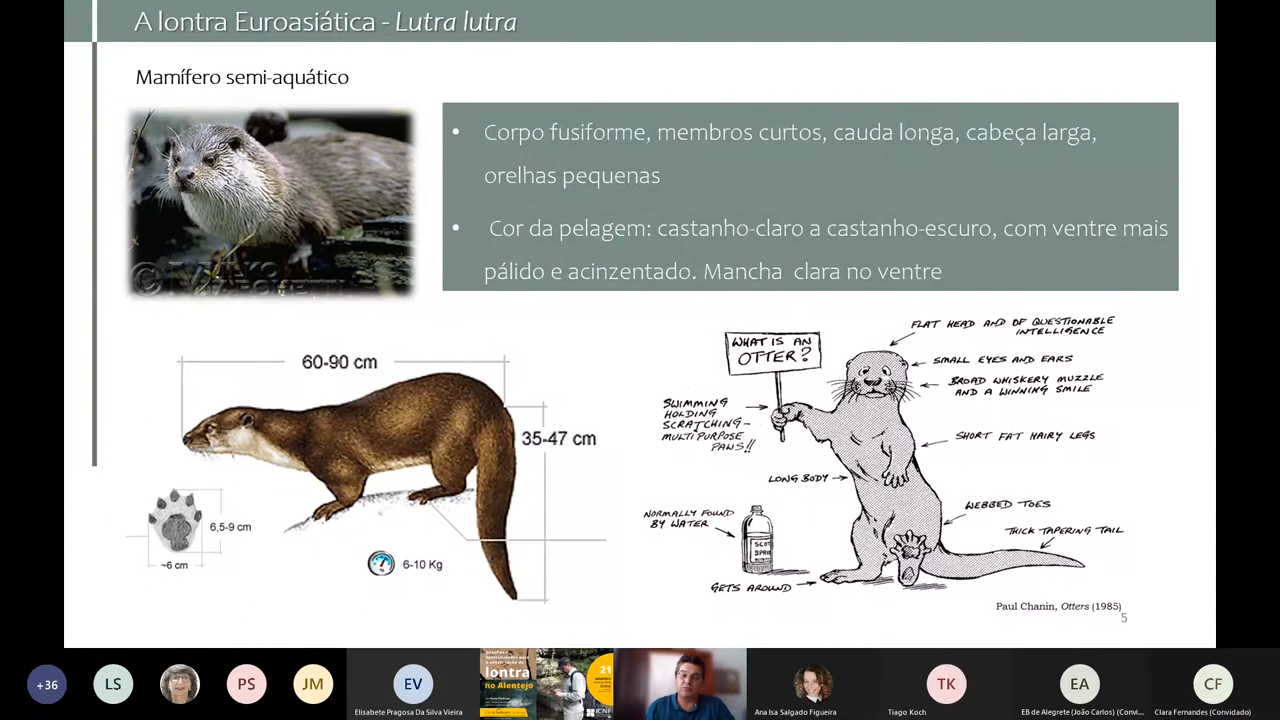 A lontra Euroasiática - Lutra lutra
Mamífero semi-aquático
• Corpo fusiforme, membros curtos, cauda longa, cabeça larga,
orelhas pequenas
• Cor da pelagem: castanho-claro a castanho-escuro, com ventre mais
pálido e acinzentado. Mancha clara no ventre
60-90 cm
35-47 cm
6,5-9 cm
~6 cm
6-10 Kg
WHAT IS AN
OTTER?
FLAT HEAD AND OF QUESTIONABLE
INTELLIGENCE
SMALL EYES AND EARS
BROAD WHISKERY MUZZLE
AND A WINNING SMILE
SWIMMING
HOLDING
SCRATCHING-
MULTIPURPOSE
PAWS!!
SHORT FAT HAIRY LEGS
LONG BODY
WEBBED TOES
NORMALLY FOUND
BY WATER
THICK TAPERING TAIL
GETS AROUND
Paul Chanin, Otters (1985)
5
+36
LS
PS
JM
EV
Elisabete Pragosa Da Silva Vieira
lontra
no Alentejo
21
ICNF
Ana Isa Salgado Figueira
TK
Tiago Koch
EA
EB de Alegrete (João Carlos) (Convi...
CF
Clara Fernandes (Convidado)